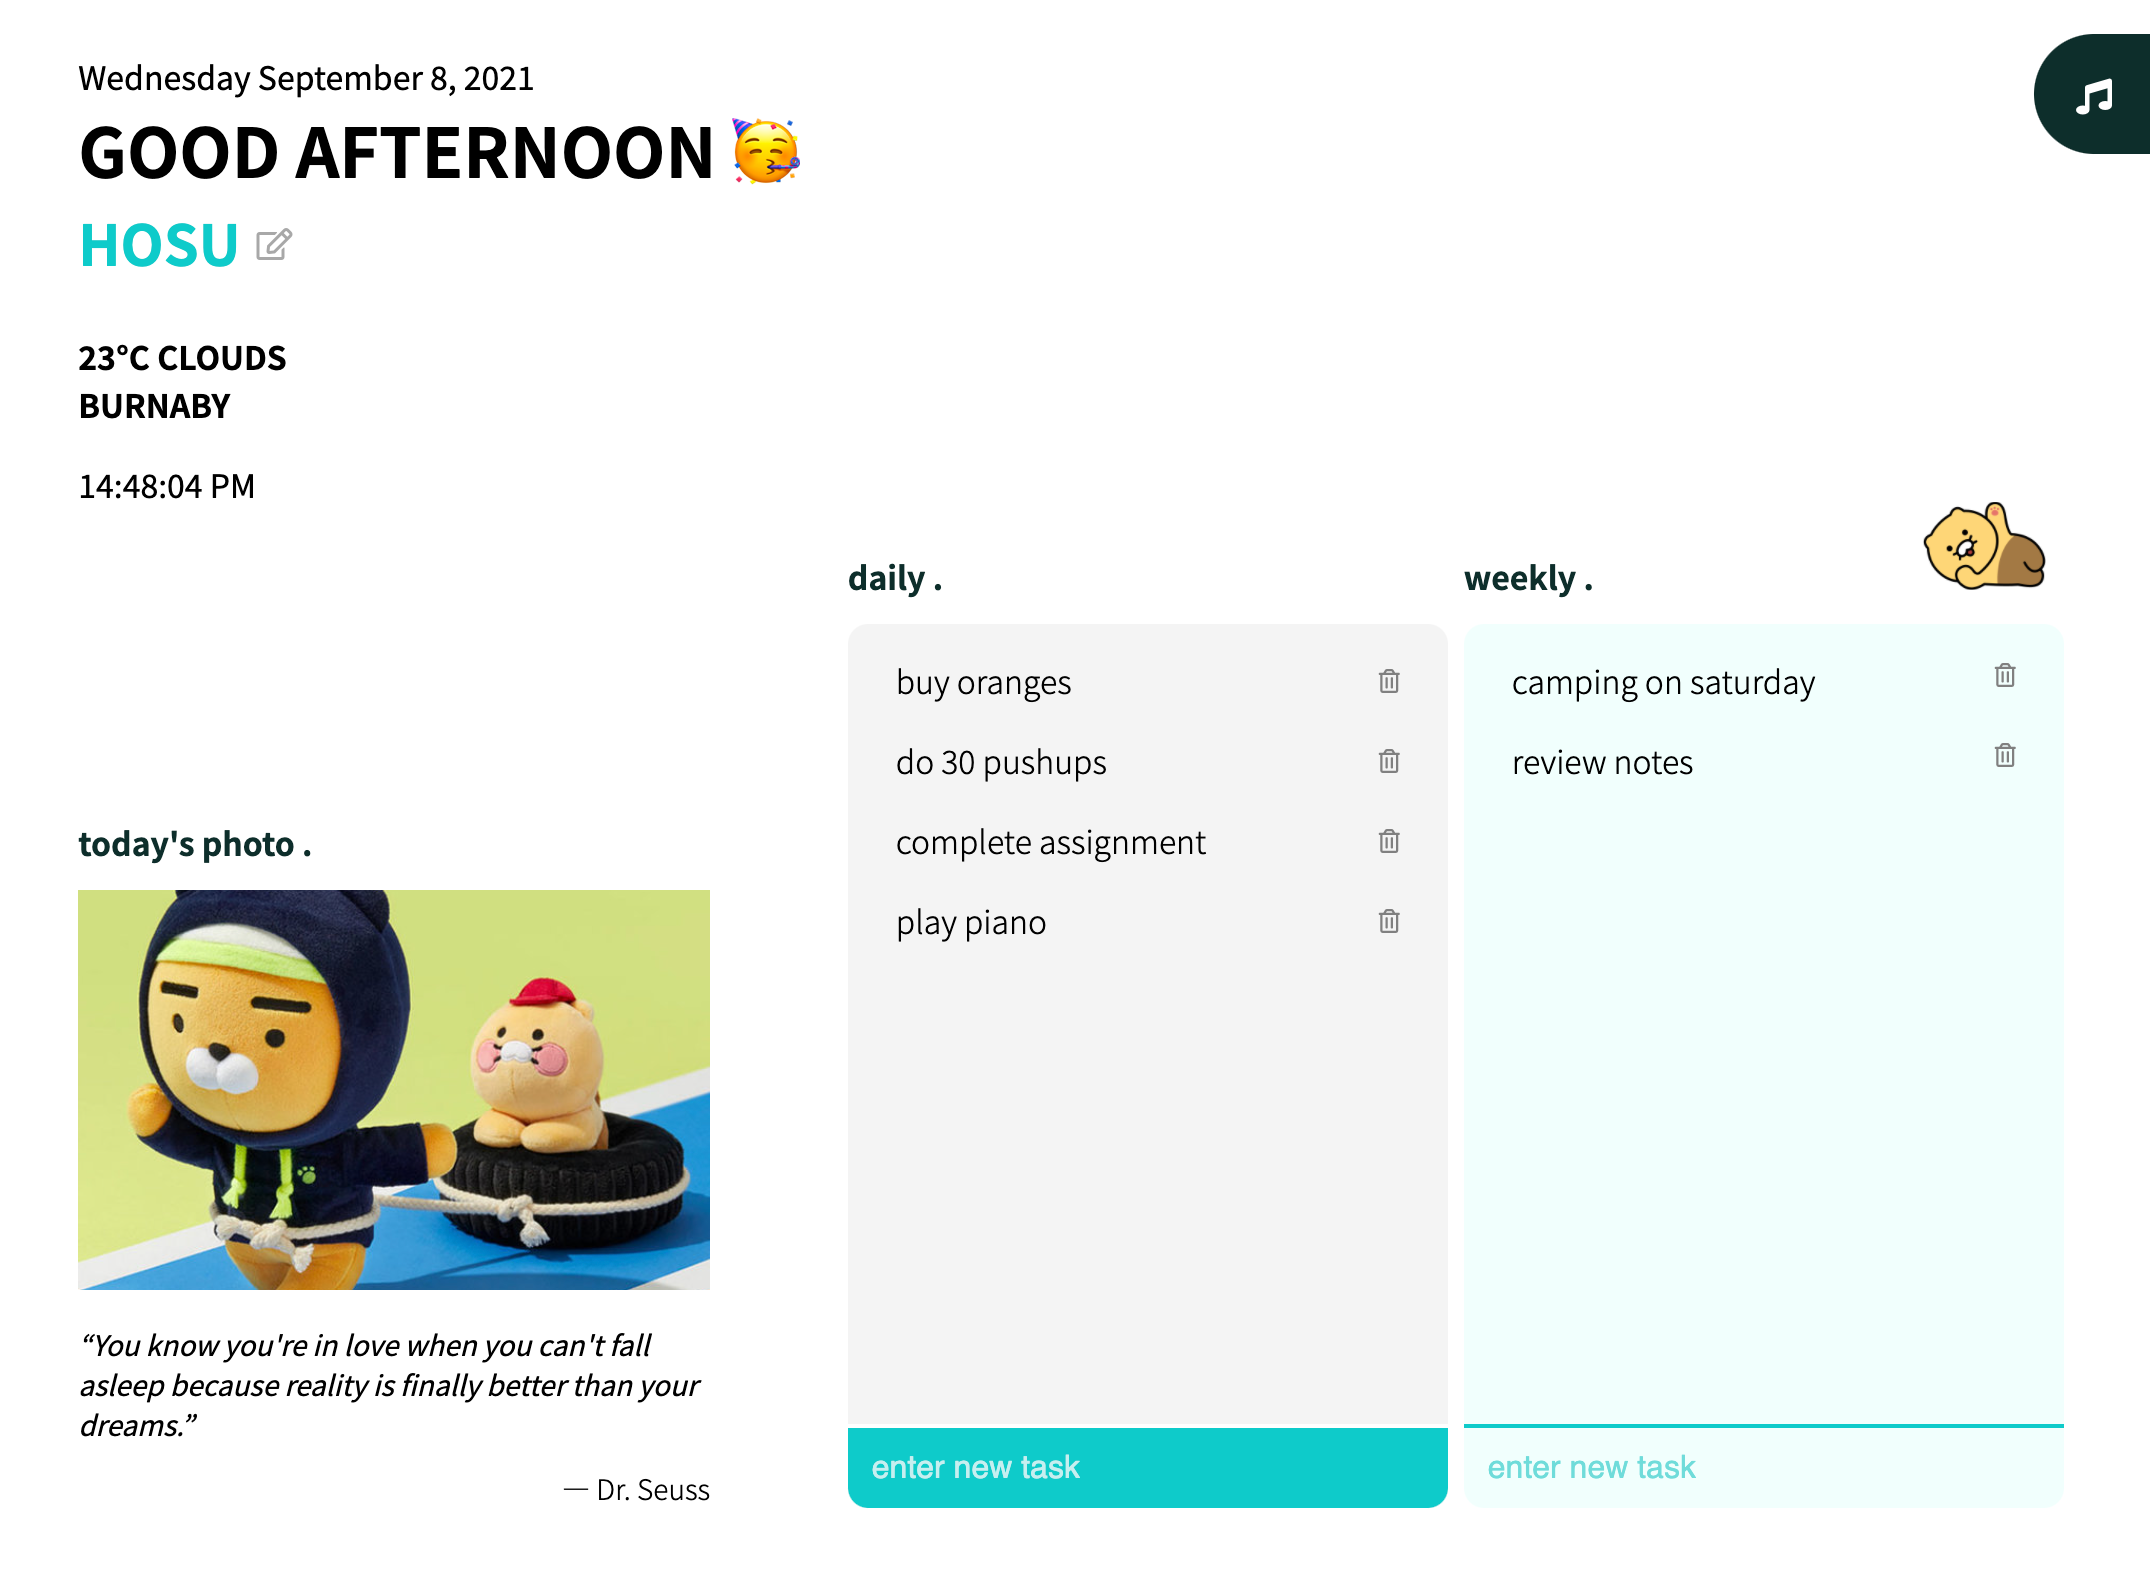 Wednesday September 8, 2021
GOOD AFTERNOON 🥳
HOSU
23°C CLOUDS
BURNABY
14:48:04 PM
today's photo .
“You know you're in love when you can't fall
asleep because reality is finally better than your
dreams.”
— Dr. Seuss
daily .
buy oranges
do 30 pushups
complete assignment
play piano
enter new task
weekly .
camping on saturday
review notes
enter new task